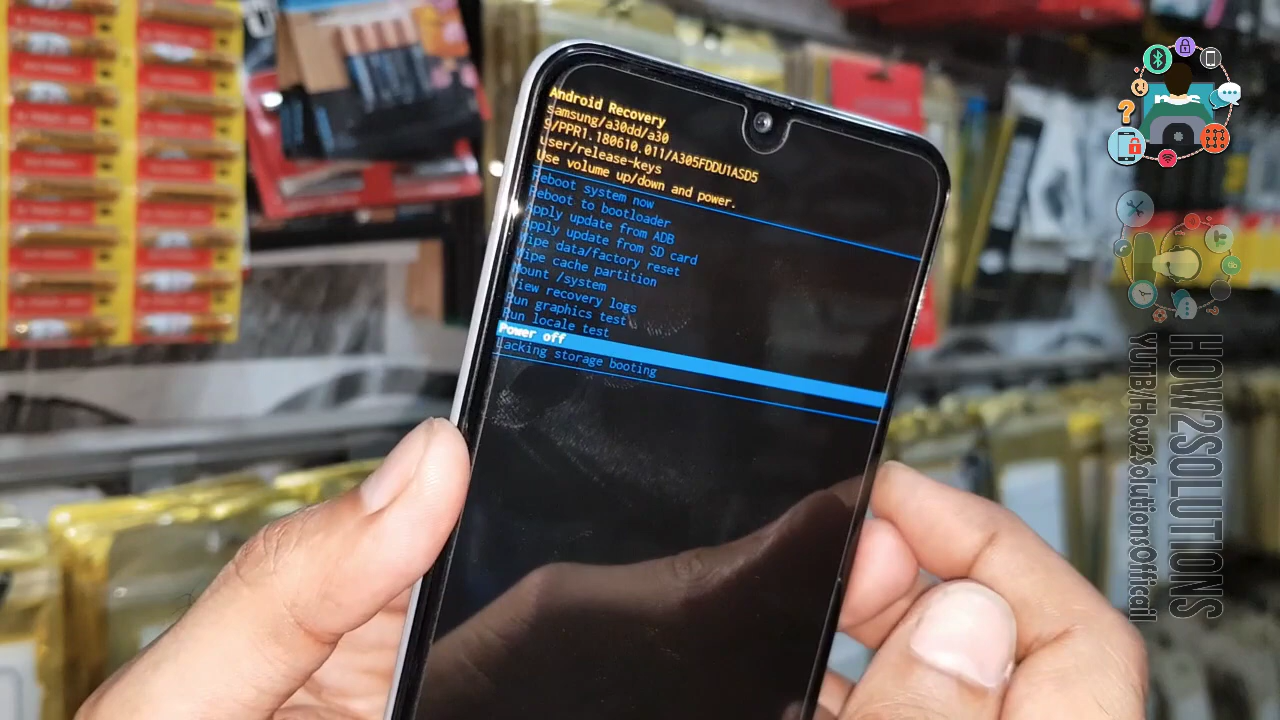 Android Recovery
samsung/a30dd/a30
9/PPR1.180610.011/A305FDDU1ASD5
user/release-keys
Use volume up/down and power.
Reboot system now
Reboot to bootloader
Apply update from ADB
Apply update from SD card
Wipe data/factory reset
Wipe cache partition
Mount /system
View recovery logs
Run graphics test
Run locale test
Power off
Lacking storage booting
HOW2SOLUTIONS
YUTB/How2SolutionsOfficail